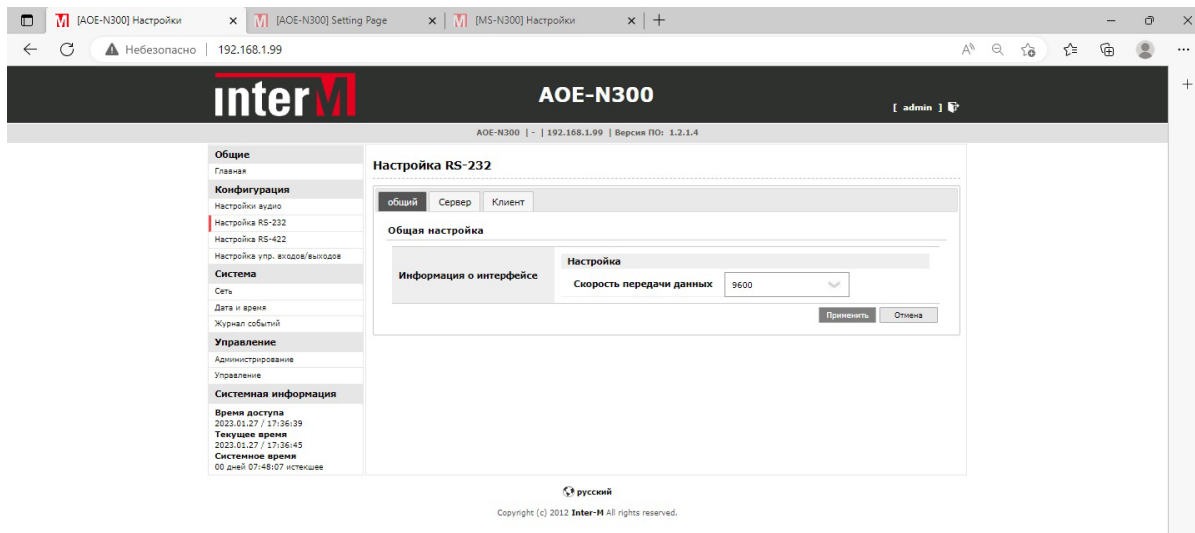 [AOE-N300] Настройки
[AOE-N300] Setting Page
[MS-N300] Настройки
Небезопасно
192.168.1.99
inter M
AOE-N300
[ admin ]
AOE-N300 | - | 192.168.1.99 | Версия ПО: 1.2.1.4
Общие
Главная
Конфигурация
Настройки аудио
Настройка RS-232
Настройка RS-422
Настройка упр. входов/выходов
Система
Сеть
Дата и время
Журнал событий
Управление
Администрирование
Управление
Системная информация
Время доступа
2023.01.27 / 17:36:39
Текущее время
2023.01.27 / 17:36:45
Системное время
00 дней 07:48:07 истекшее
Настройка RS-232
общий
Сервер
Клиент
Общая настройка
Информация о интерфейсе
Настройка
Скорость передачи данных
9600
Применить
Отмена
русский
Copyright (c) 2012 Inter-M All rights reserved.